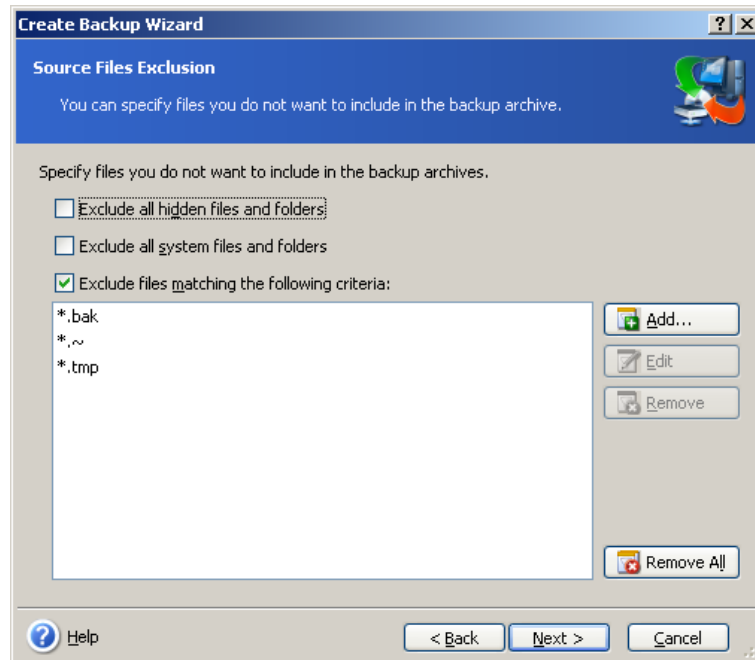 Create Backup Wizard
Source Files Exclusion
You can specify files you do not want to include in the backup archive.
Specify files you do not want to include in the backup archives.
Exclude all hidden files and folders
Exclude all system files and folders
Exclude files matching the following criteria:
*.bak
*.~
*.tmp
Add...
Edit
Remove
Remove All
Help
< Back
Next >
Cancel